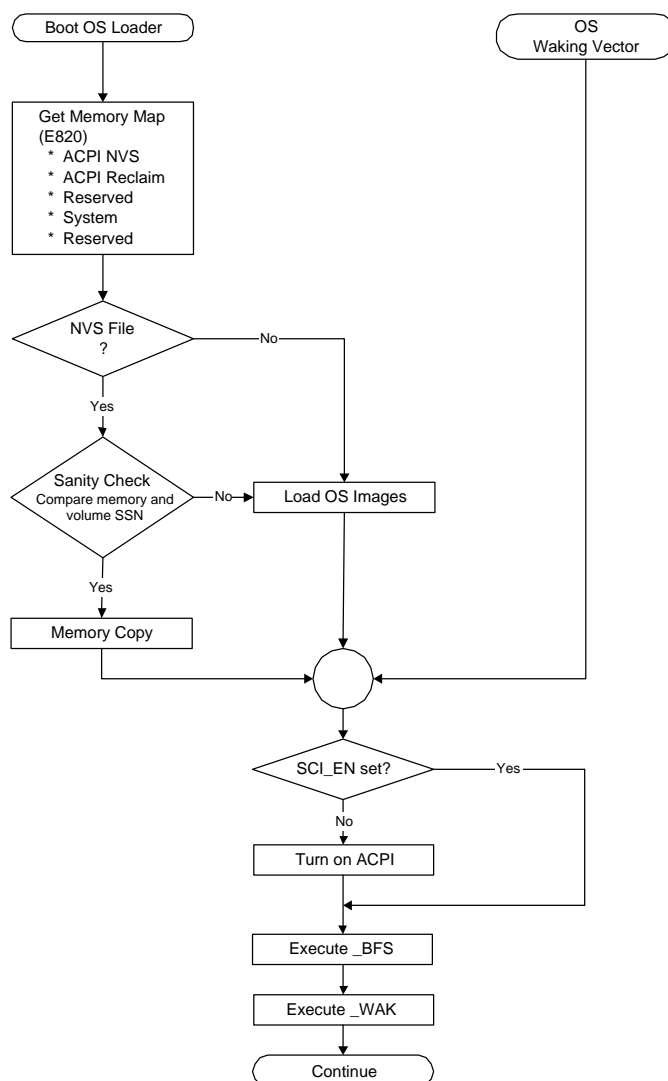 Boot OS Loader
OS
Waking Vector
Get Memory Map
(E820)
* ACPI NVS
* ACPI Reclaim
* Reserved
* System
* Reserved
NVS File
?
No
Yes
Sanity Check
Compare memory and
volume SSN
No
Load OS Images
Yes
Memory Copy
SCI_EN set?
Yes
No
Turn on ACPI
Execute _BFS
Execute _WAK
Continue